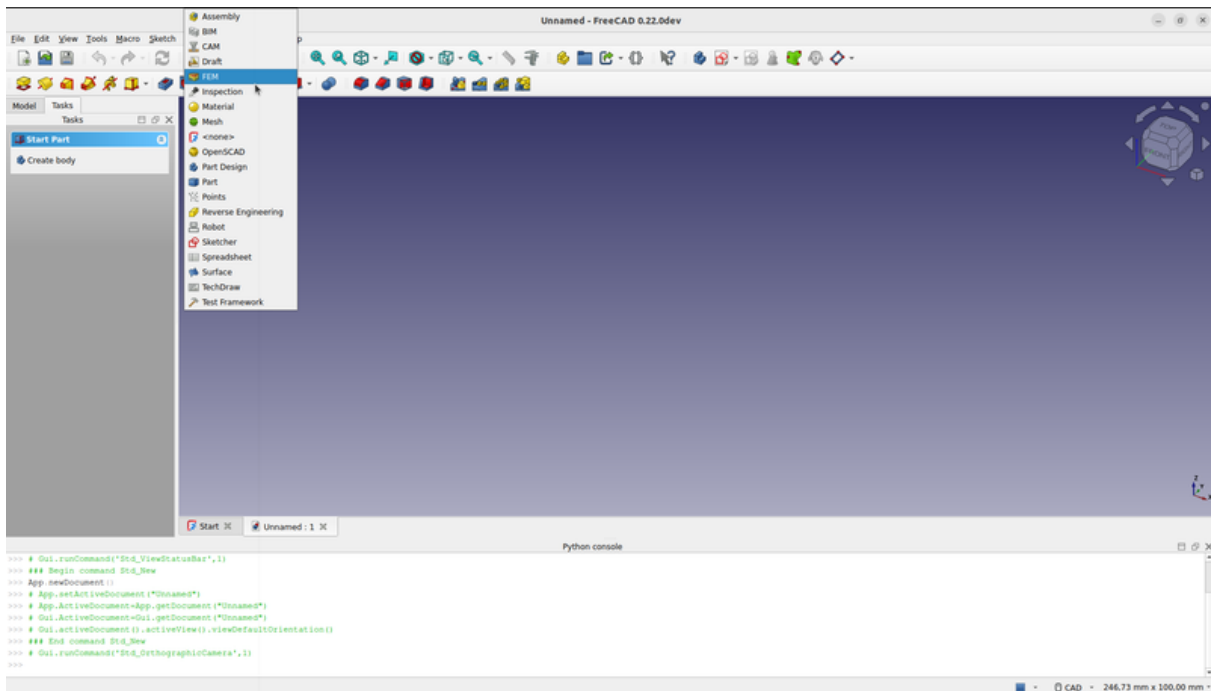 Unnamed - FreeCAD 0.22.0dev
File Edit View Tools Macro Sketch
Assembly
BIM
CAM
Draft
FEM
Inspection
Material
Mesh
<none>
OpenSCAD
Part Design
Part
Points
Reverse Engineering
Robot
Sketcher
Spreadsheet
Surface
TechDraw
Test Framework
Model Tasks
Tasks
Start Part
Create body
Start
Unnamed : 1
Python console
>>> # Gui.runCommand('Std_ViewStatusBar',1)
>>> ### Begin command Std_New
>>> App.newDocument()
>>> # App.setActiveDocument("Unnamed")
>>> # App.ActiveDocument=App.getDocument("Unnamed")
>>> # Gui.ActiveDocument=Gui.getDocument("Unnamed")
>>> # Gui.activeDocument().activeView().viewDefaultOrientation()
>>> ### End command Std_New
>>> # Gui.runCommand('Std_OrthographicCamera',1)
>>>
CAD
246.73 mm x 100.00 mm